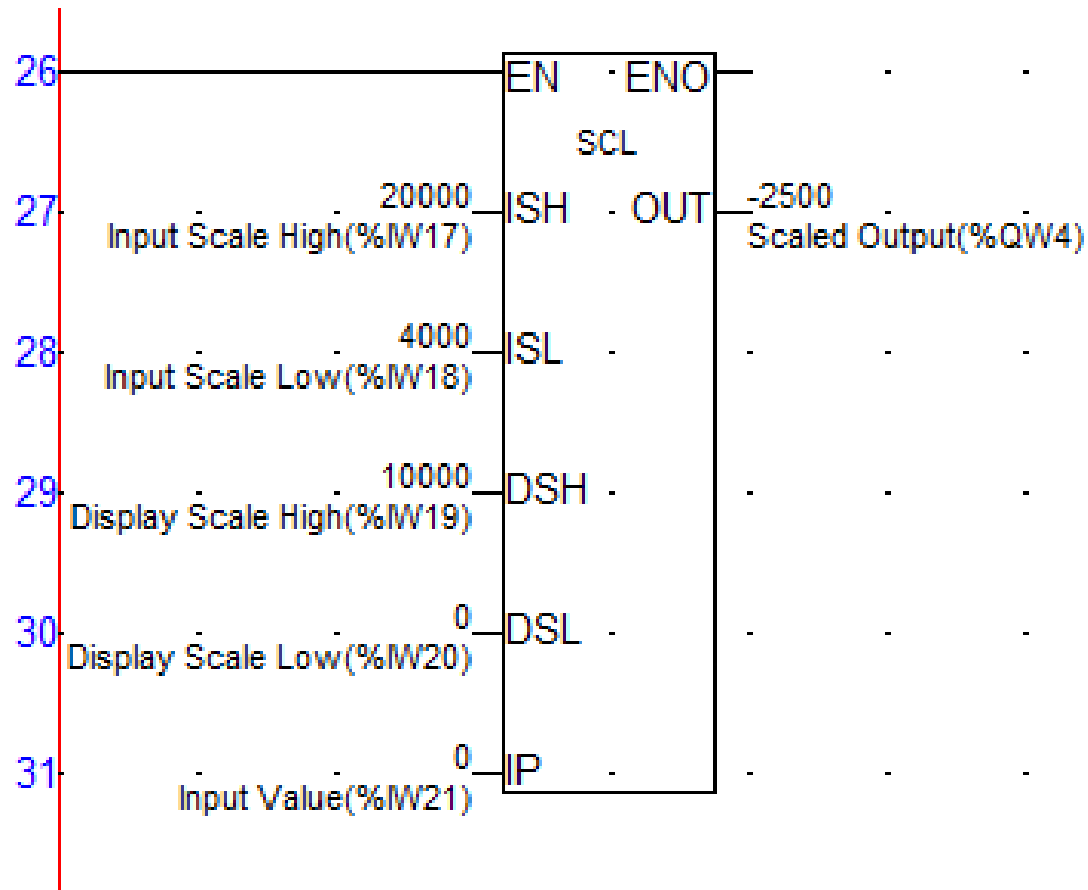 26 EN ENO
SCL
20000
27 ISH OUT -2500
Input Scale High(%IW17) Scaled Output(%QW4)
4000
28 ISL
Input Scale Low(%IW18)
10000
29 DSH
Display Scale High(%IW19)
0
30 DSL
Display Scale Low(%IW20)
0
31 IP
Input Value(%IW21)